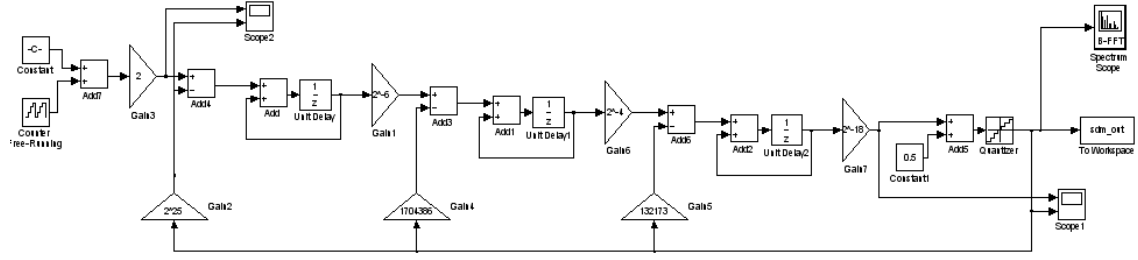 -C-
Constant
Counter
Free-Running
+
+
Add7
2
Gain3
Scope2
+
−
Add4
+
+
Add
1
z
Unit Delay
2^-6
Gain1
+
−
Add3
+
+
Add1
1
z
Unit Delay1
2^-4
Gain6
+
−
Add6
+
+
Add2
1
z
Unit Delay2
2^-18
Gain7
0.5
Constant1
+
+
Add5
Quantizer
B-FFT
Spectrum
Scope
sdm_out
To Workspace
Scope1
2^25
Gain2
1704386
Gain4
132173
Gain5